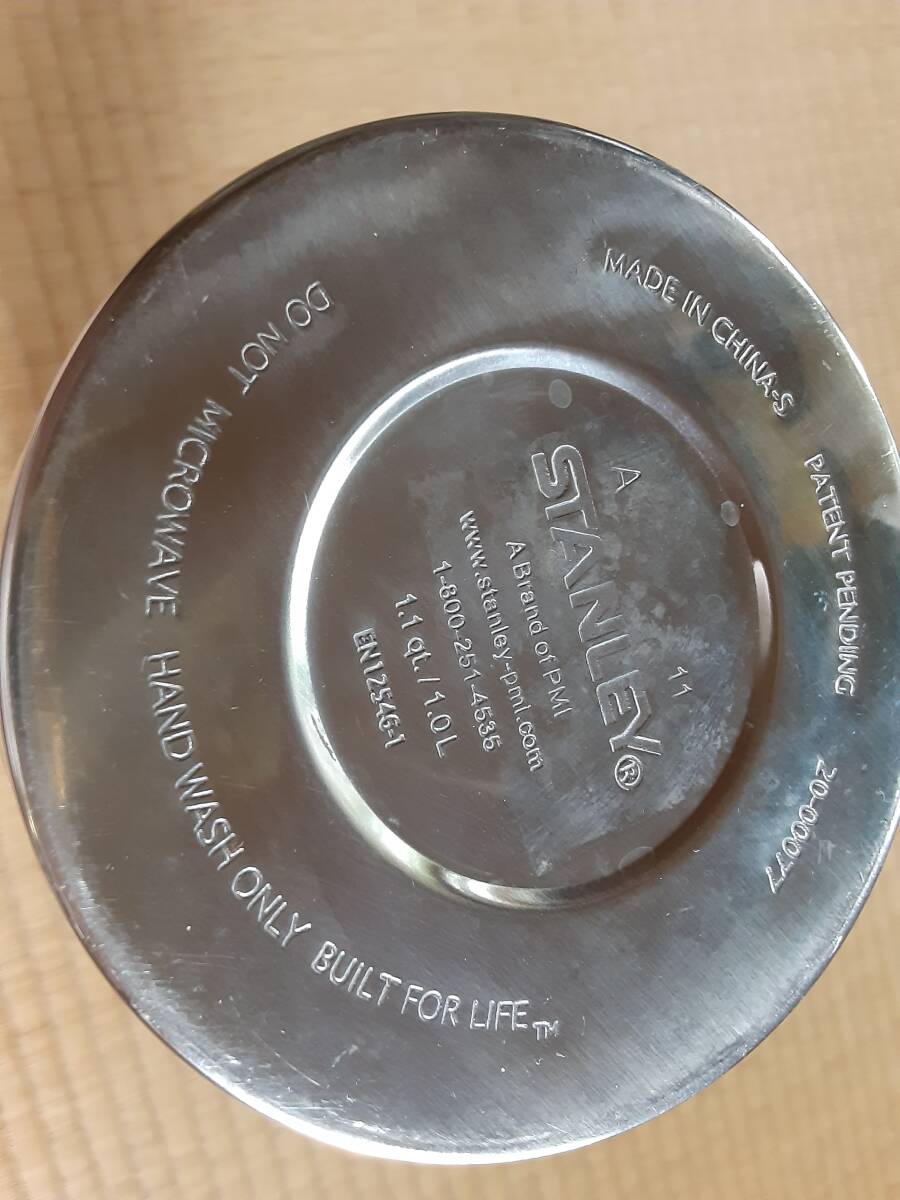 A 11
STANLEY®
A Brand of PMI
www.stanley-pmi.com
1-800-251-4535
1.1 qt. / 1.0 L
EN12546-1
MADE IN CHINA-S PATENT PENDING 20-00077
DO NOT MICROWAVE HAND WASH ONLY BUILT FOR LIFE™